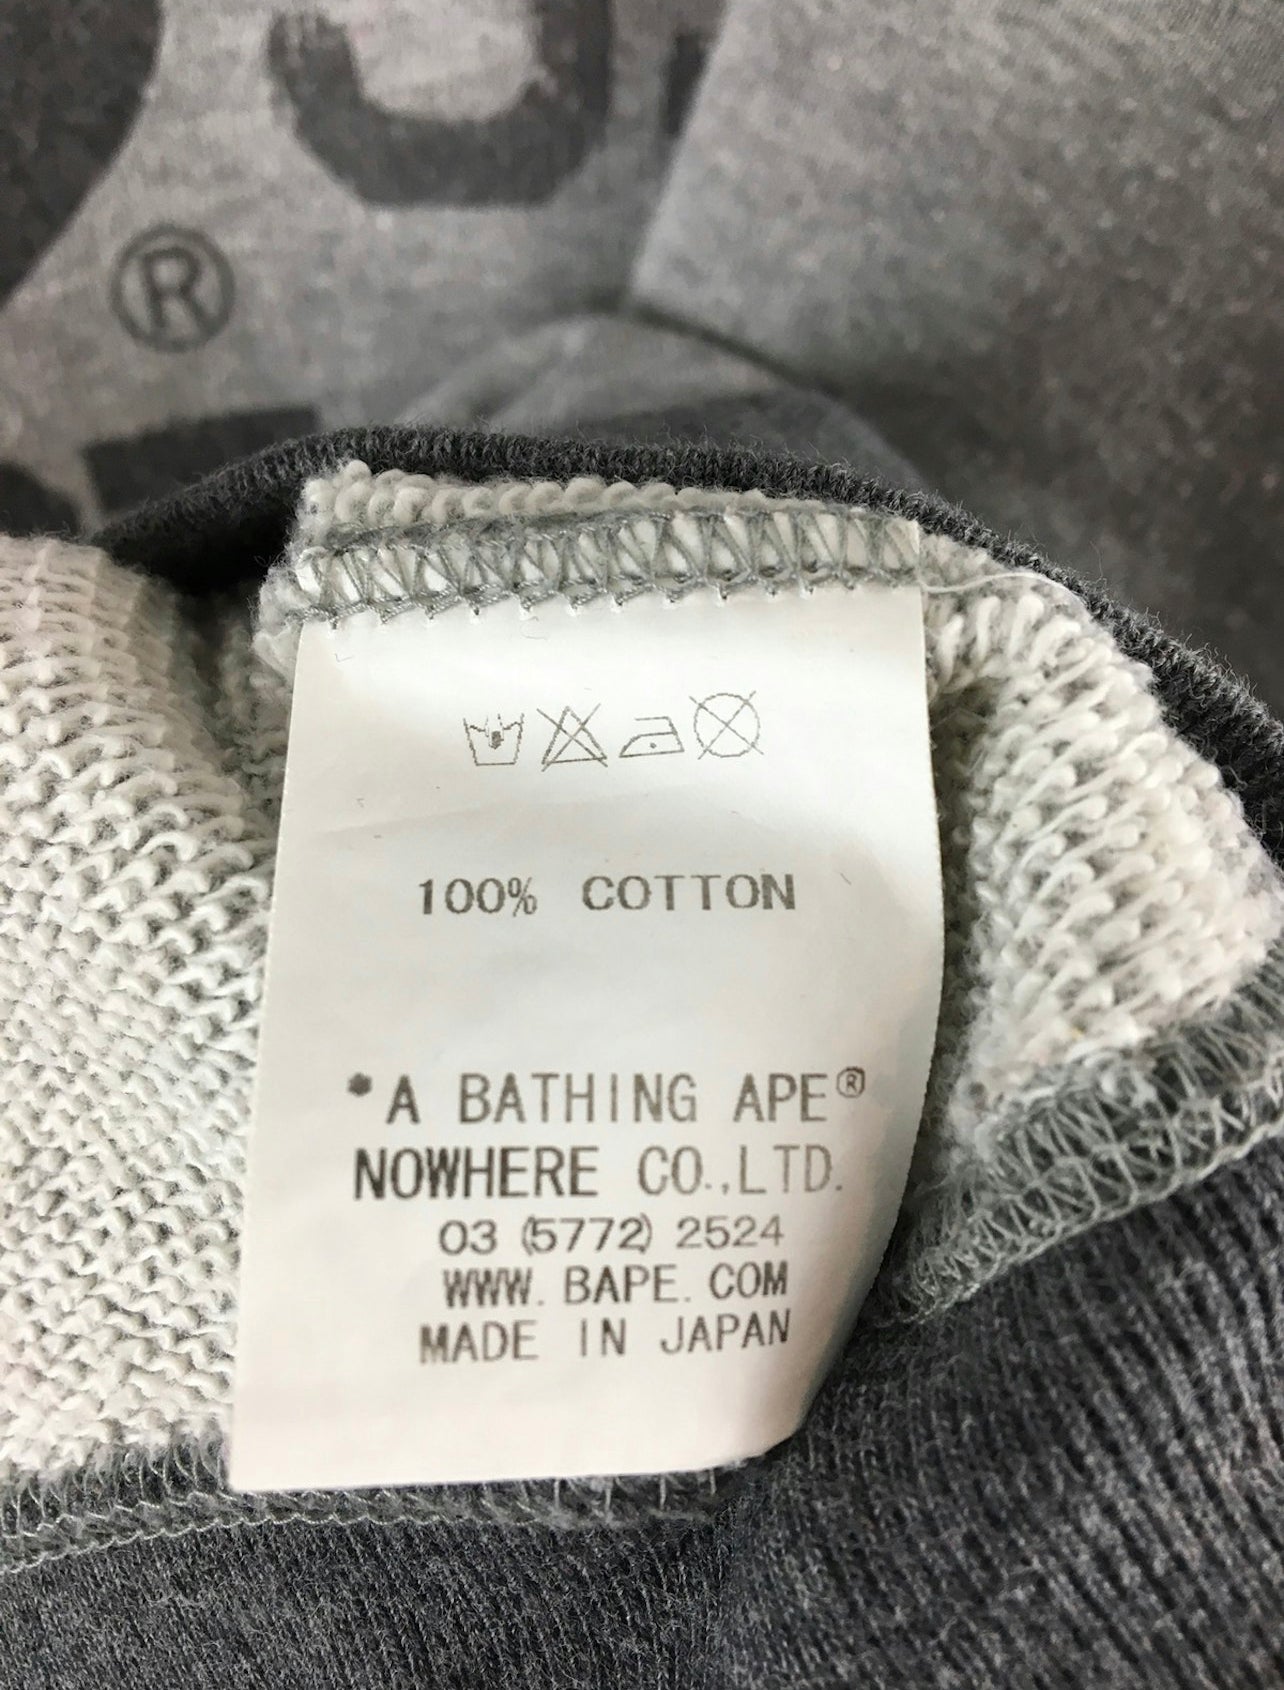 ®
100% COTTON
*A BATHING APE®
NOWHERE CO.,LTD.
03 (5772) 2524
WWW. BAPE. COM
MADE IN JAPAN